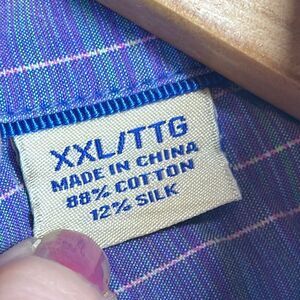 XXL/TTG
MADE IN CHINA
88% COTTON
12% SILK